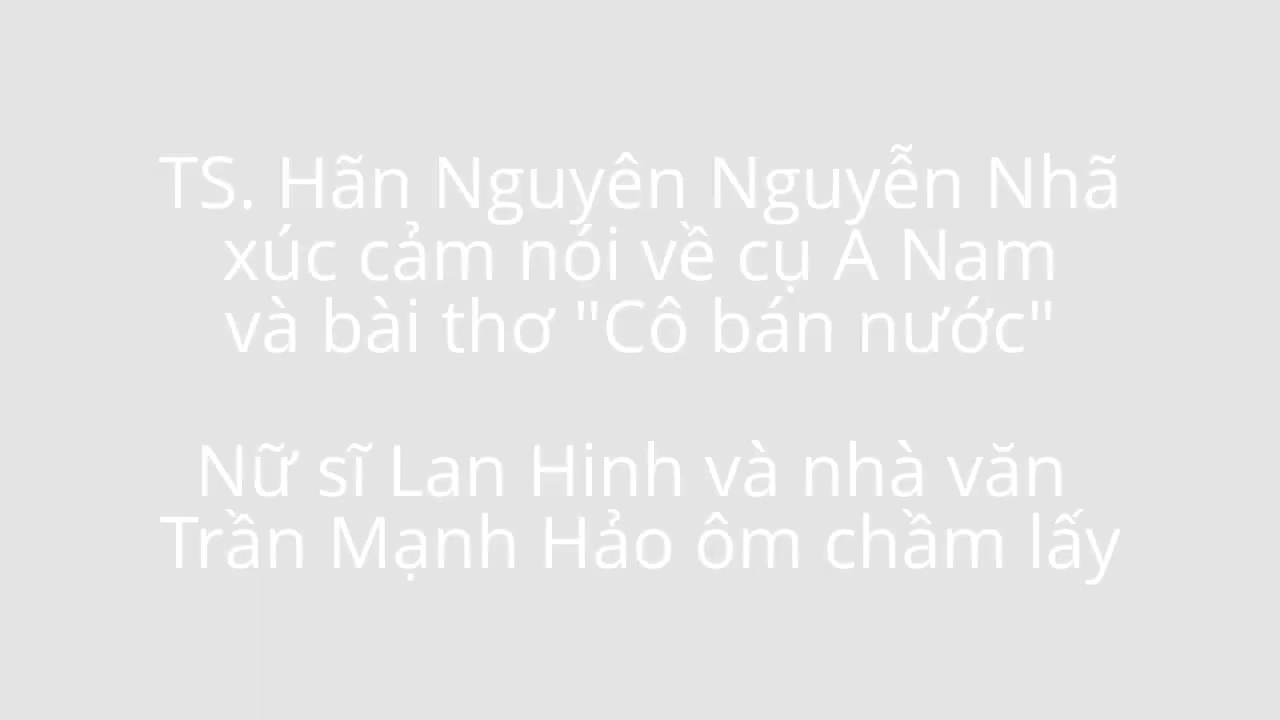 TS. Hãn Nguyên Nguyễn Nhã
xúc cảm nói về cụ Á Nam
và bài thơ "Cô bán nước"
Nữ sĩ Lan Hinh và nhà văn
Trần Mạnh Hảo ôm chầm lấy